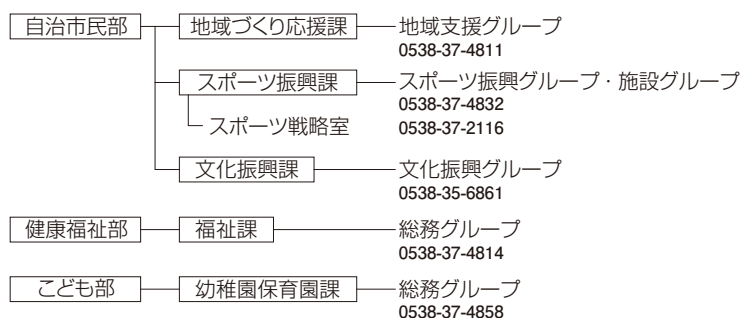 自治市民部 地域づくり応援課 地域支援グループ
0538-37-4811
スポーツ振興課 スポーツ振興グループ・施設グループ
0538-37-4832
スポーツ戦略室 0538-37-2116
文化振興課 文化振興グループ
0538-35-6861
健康福祉部 福祉課 総務グループ
0538-37-4814
こども部 幼稚園保育園課 総務グループ
0538-37-4858